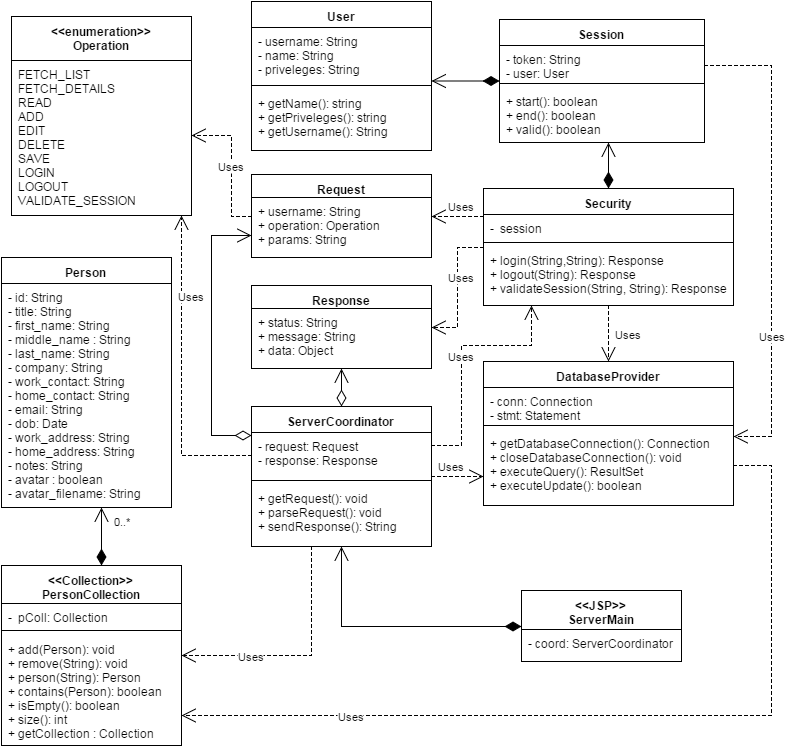 <<enumeration>>
Operation
FETCH_LIST
FETCH_DETAILS
READ
ADD
EDIT
DELETE
SAVE
LOGIN
LOGOUT
VALIDATE_SESSION
User
- username: String
- name: String
- priveleges: String
+ getName(): string
+ getPriveleges(): string
+ getUsername(): String
Session
- token: String
- user: User
+ start(): boolean
+ end(): boolean
+ valid(): boolean
Uses
Request
+ username: String
+ operation: Operation
+ params: String
Uses
Security
- session
+ login(String,String): Response
+ logout(String): Response
+ validateSession(String, String): Response
Person
- id: String
- title: String
- first_name: String
- middle_name : String
- last_name: String
- company: String
- work_contact: String
- home_contact: String
- email: String
- dob: Date
- work_address: String
- home_address: String
- notes: String
- avatar : boolean
- avatar_filename: String
Uses
Response
+ status: String
+ message: String
+ data: Object
Uses
Uses
Uses
Uses
DatabaseProvider
- conn: Connection
- stmt: Statement
+ getDatabaseConnection(): Connection
+ closeDatabaseConnection(): void
+ executeQuery(): ResultSet
+ executeUpdate(): boolean
ServerCoordinator
- request: Request
- response: Response
+ getRequest(): void
+ parseRequest(): void
+ sendResponse(): String
Uses
0..*
<<Collection>>
PersonCollection
- pColl: Collection
+ add(Person): void
+ remove(String): void
+ person(String): Person
+ contains(Person): boolean
+ isEmpty(): boolean
+ size(): int
+ getCollection : Collection
<<JSP>>
ServerMain
- coord: ServerCoordinator
Uses
Uses